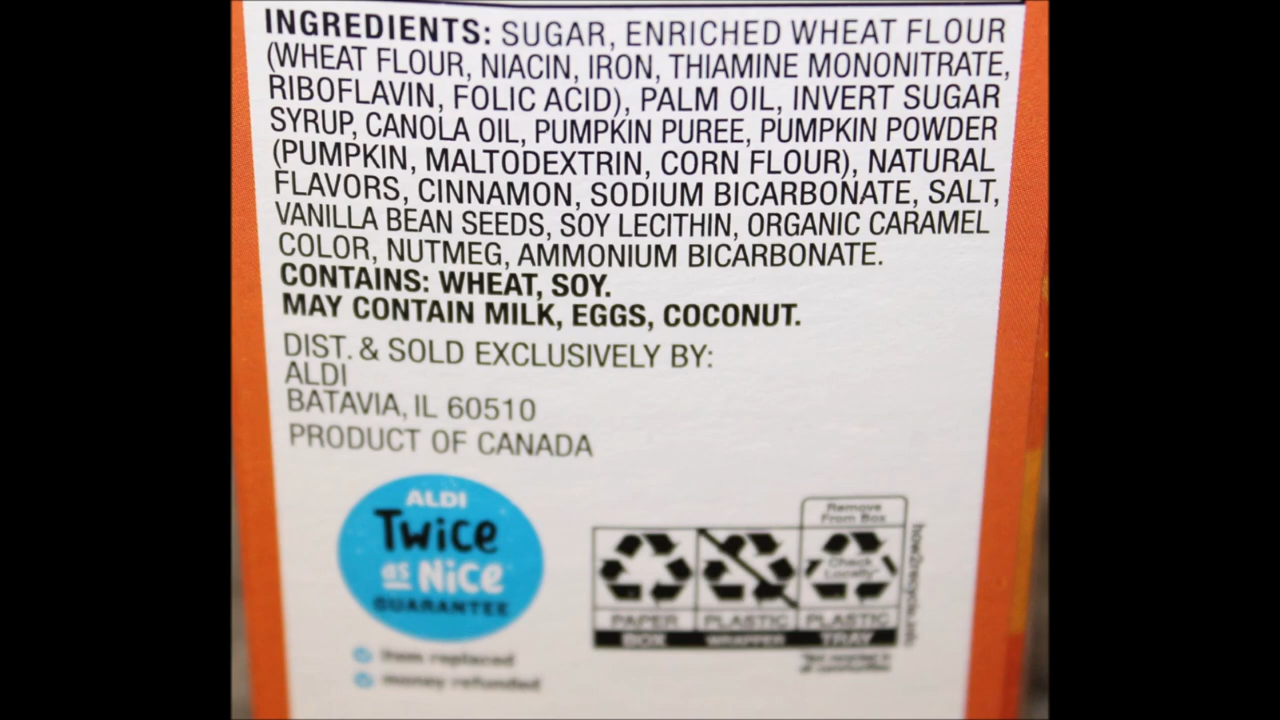 INGREDIENTS: SUGAR, ENRICHED WHEAT FLOUR
(WHEAT FLOUR, NIACIN, IRON, THIAMINE MONONITRATE,
RIBOFLAVIN, FOLIC ACID), PALM OIL, INVERT SUGAR
SYRUP, CANOLA OIL, PUMPKIN PUREE, PUMPKIN POWDER
(PUMPKIN, MALTODEXTRIN, CORN FLOUR), NATURAL
FLAVORS, CINNAMON, SODIUM BICARBONATE, SALT,
VANILLA BEAN SEEDS, SOY LECITHIN, ORGANIC CARAMEL
COLOR, NUTMEG, AMMONIUM BICARBONATE.
CONTAINS: WHEAT, SOY.
MAY CONTAIN MILK, EGGS, COCONUT.
DIST. & SOLD EXCLUSIVELY BY:
ALDI
BATAVIA, IL 60510
PRODUCT OF CANADA
ALDI
Twice
as Nice
GUARANTEE
item replaced
money refunded
Remove
From Box
Check
Locally*
PAPER PLASTIC PLASTIC
BOX WRAPPER TRAY
how2recycle.info